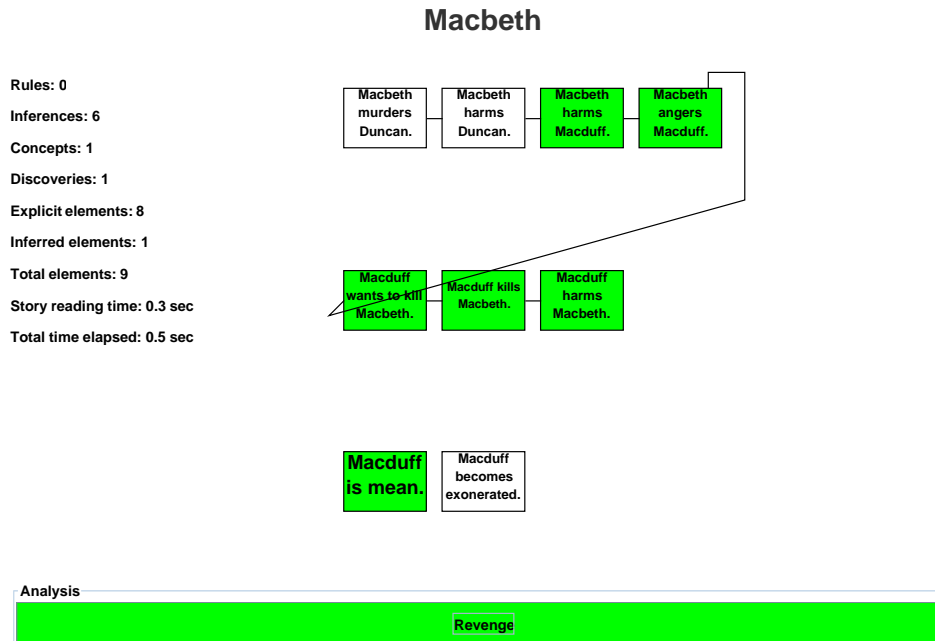 Macbeth
Rules: 0
Inferences: 6
Concepts: 1
Discoveries: 1
Explicit elements: 8
Inferred elements: 1
Total elements: 9
Story reading time: 0.3 sec
Total time elapsed: 0.5 sec
Macbeth
murders
Duncan.
Macbeth
harms
Duncan.
Macbeth
harms
Macduff.
Macbeth
angers
Macduff.
Macduff
wants to kill
Macbeth.
Macduff kills
Macbeth.
Macduff
harms
Macbeth.
Macduff
is mean.
Macduff
becomes
exonerated.
Analysis
Revenge